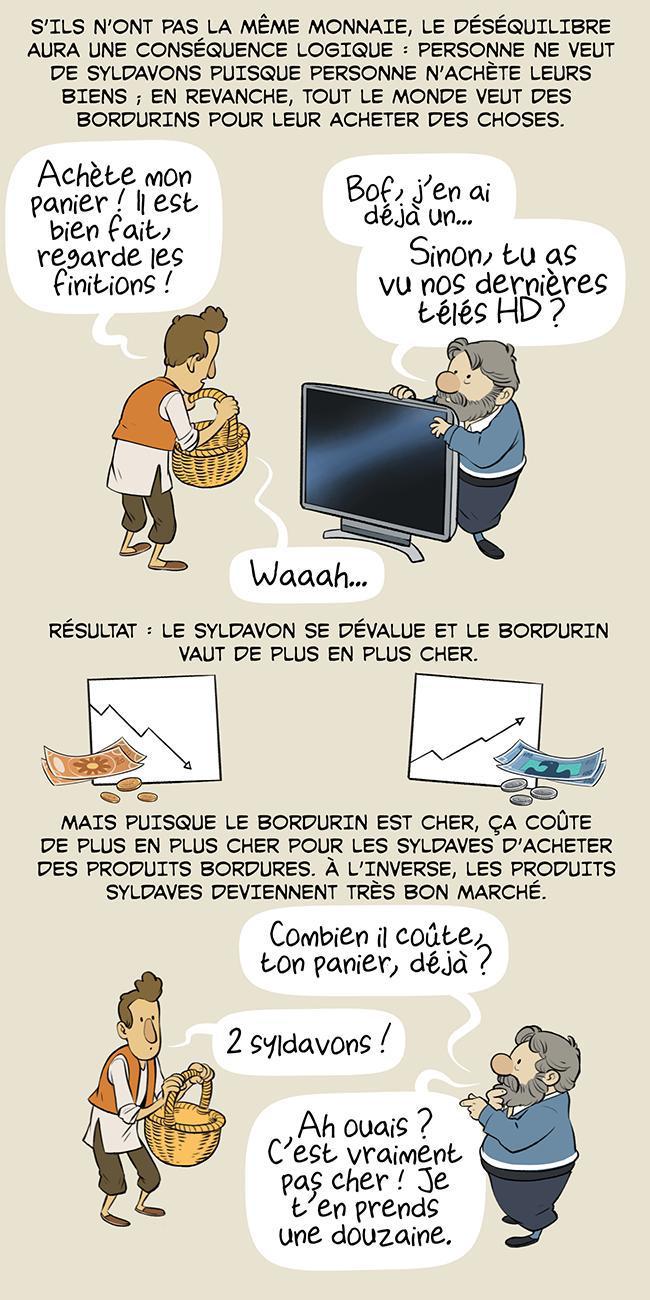 S'ILS N'ONT PAS LA MÊME MONNAIE, LE DÉSÉQUILIBRE
AURA UNE CONSÉQUENCE LOGIQUE : PERSONNE NE VEUT
DE SYLDAVONS PUISQUE PERSONNE N'ACHÈTE LEURS
BIENS ; EN REVANCHE, TOUT LE MONDE VEUT DES
BORDURINS POUR LEUR ACHETER DES CHOSES.
Achète mon
panier ! Il est
bien fait,
regarde les
finitions !
Bof, j'en ai
déjà un...
Sinon, tu as
vu nos dernières
télés HD ?
Waaah...
RÉSULTAT : LE SYLDAVON SE DÉVALUE ET LE BORDURIN
VAUT DE PLUS EN PLUS CHER.
MAIS PUISQUE LE BORDURIN EST CHER, ÇA COÛTE
DE PLUS EN PLUS CHER POUR LES SYLDAVES D'ACHETER
DES PRODUITS BORDURES. À L'INVERSE, LES PRODUITS
SYLDAVES DEVIENNENT TRÈS BON MARCHÉ.
Combien il coûte,
ton panier, déjà ?
2 syldavons !
Ah ouais ?
C'est vraiment
pas cher ! Je
t'en prends
une douzaine.